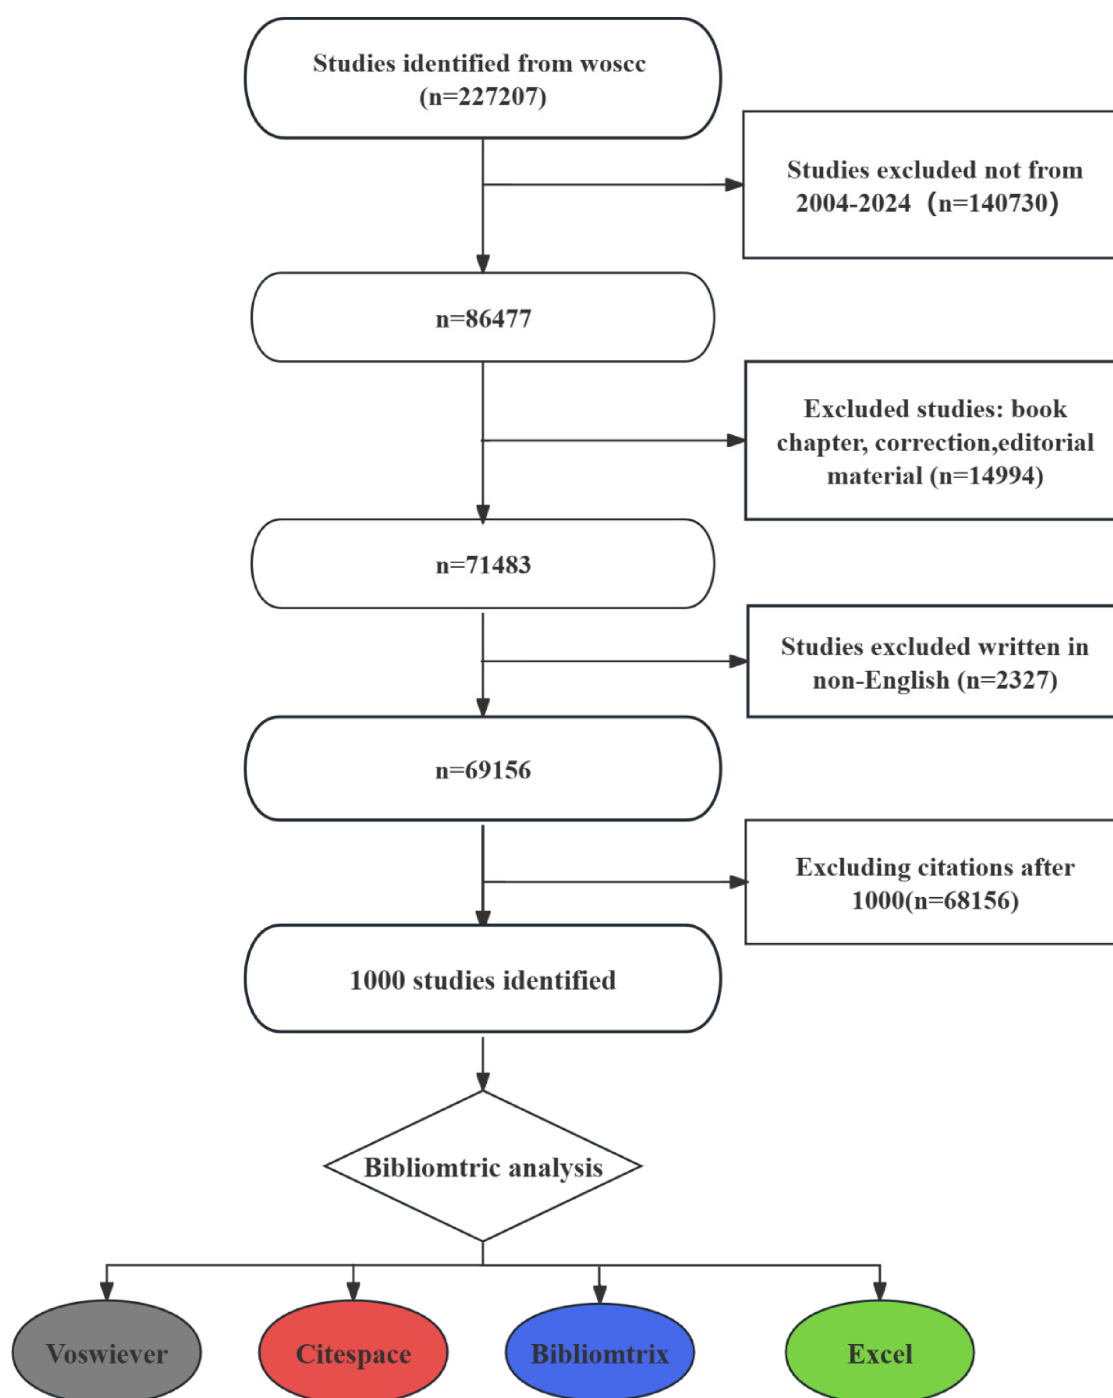 Studies identified from woscc
(n=227207)
Studies excluded not from
2004-2024（n=140730）
n=86477
Excluded studies: book
chapter, correction,editorial
material (n=14994)
n=71483
Studies excluded written in
non-English (n=2327)
n=69156
Excluding citations after
1000(n=68156)
1000 studies identified
Bibliomtric analysis
Voswiever
Citespace
Bibliomtrix
Excel